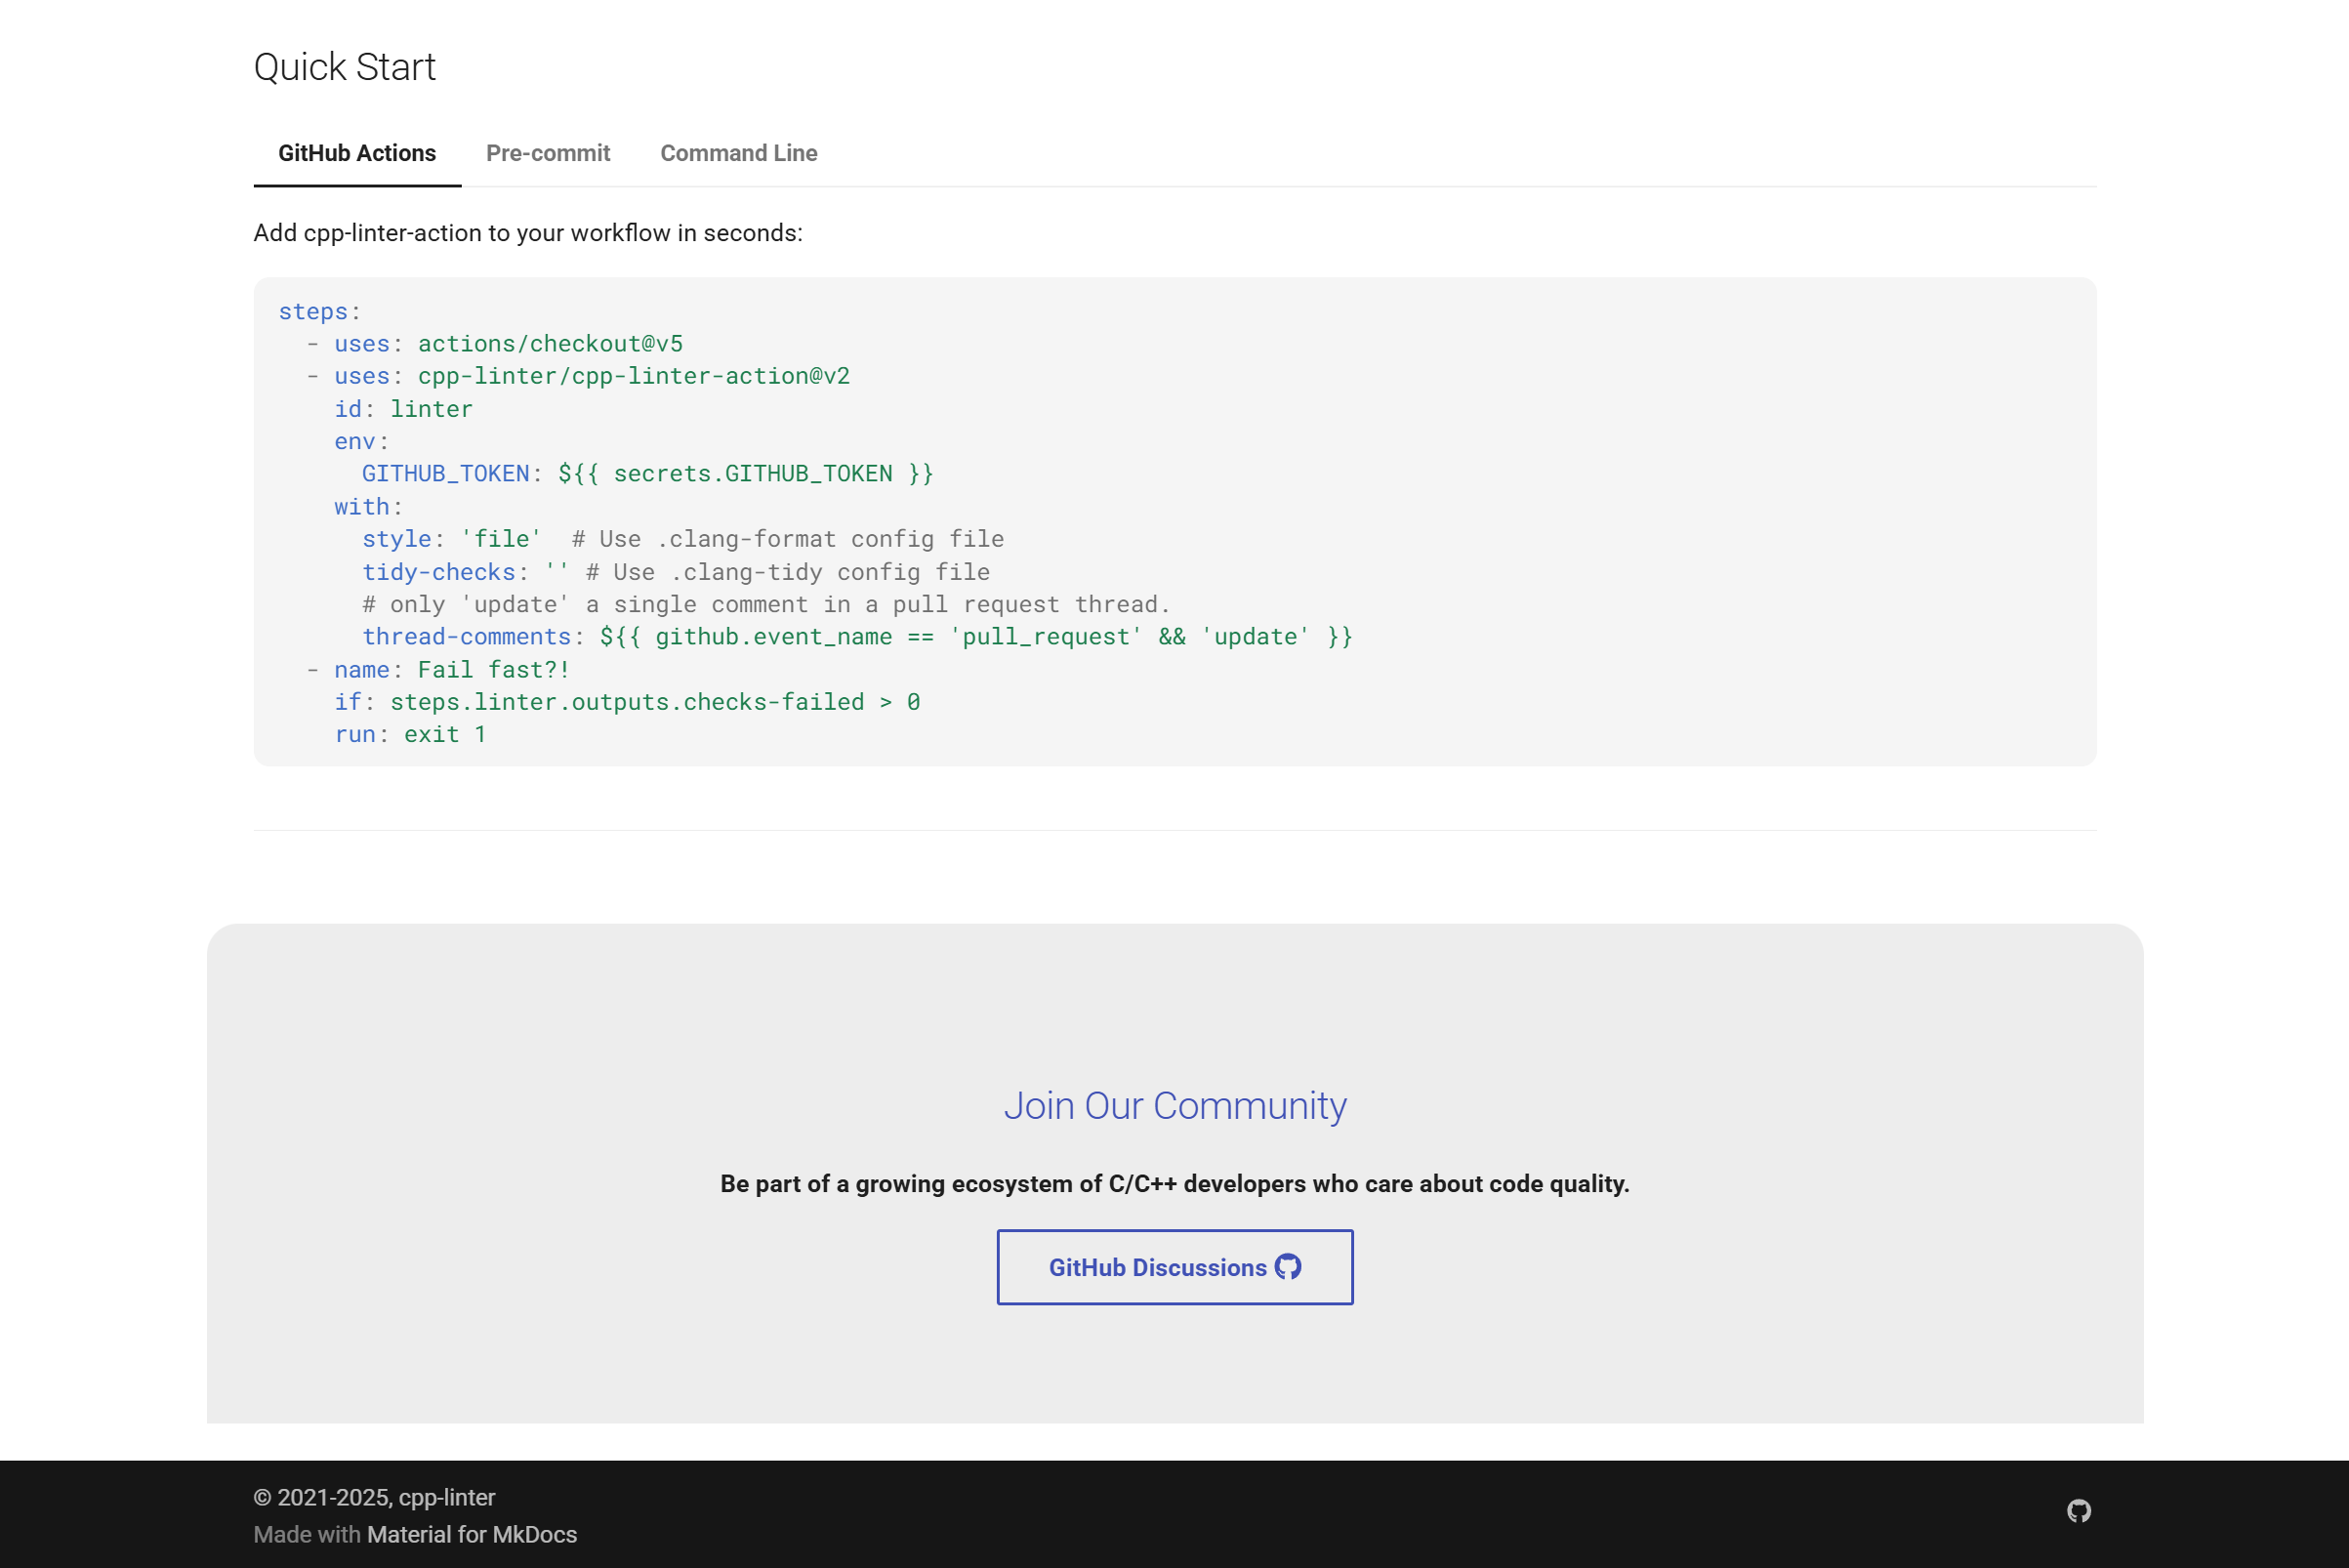 Quick Start
GitHub Actions Pre-commit Command Line
Add cpp-linter-action to your workflow in seconds:
steps:
  - uses: actions/checkout@v5
  - uses: cpp-linter/cpp-linter-action@v2
    id: linter
    env:
      GITHUB_TOKEN: ${{ secrets.GITHUB_TOKEN }}
    with:
      style: 'file'  # Use .clang-format config file
      tidy-checks: '' # Use .clang-tidy config file
      # only 'update' a single comment in a pull request thread.
      thread-comments: ${{ github.event_name == 'pull_request' && 'update' }}
  - name: Fail fast?!
    if: steps.linter.outputs.checks-failed > 0
    run: exit 1
Join Our Community
Be part of a growing ecosystem of C/C++ developers who care about code quality.
GitHub Discussions
© 2021-2025, cpp-linter
Made with Material for MkDocs